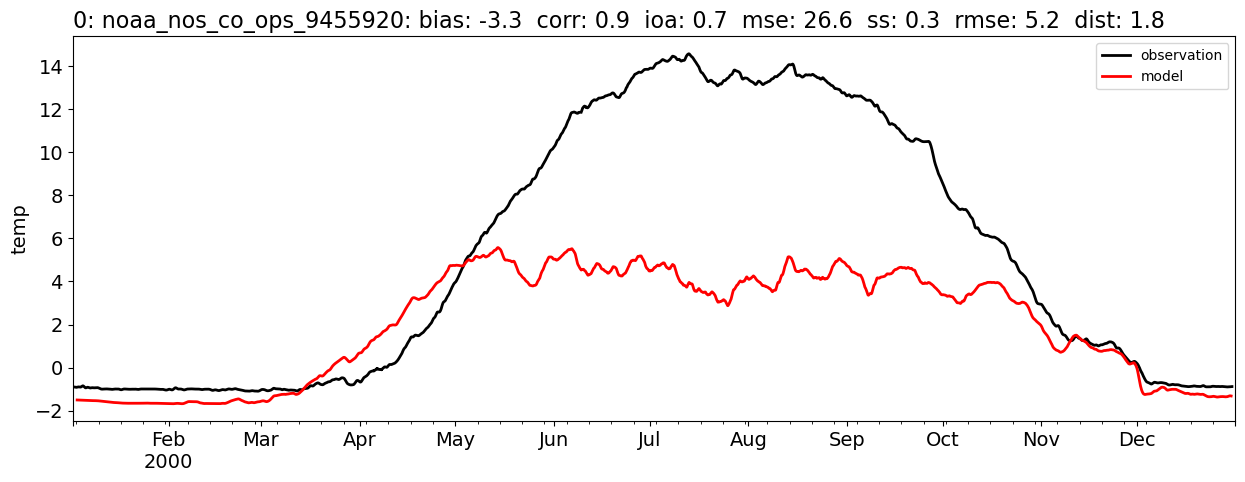 0: noaa_nos_co_ops_9455920: bias: -3.3  corr: 0.9  ioa: 0.7  mse: 26.6  ss: 0.3  rmse: 5.2  dist: 1.8
observation
model
temp
14
12
10
8
6
4
2
0
−2
Feb Mar Apr May Jun Jul Aug Sep Oct Nov Dec
2000